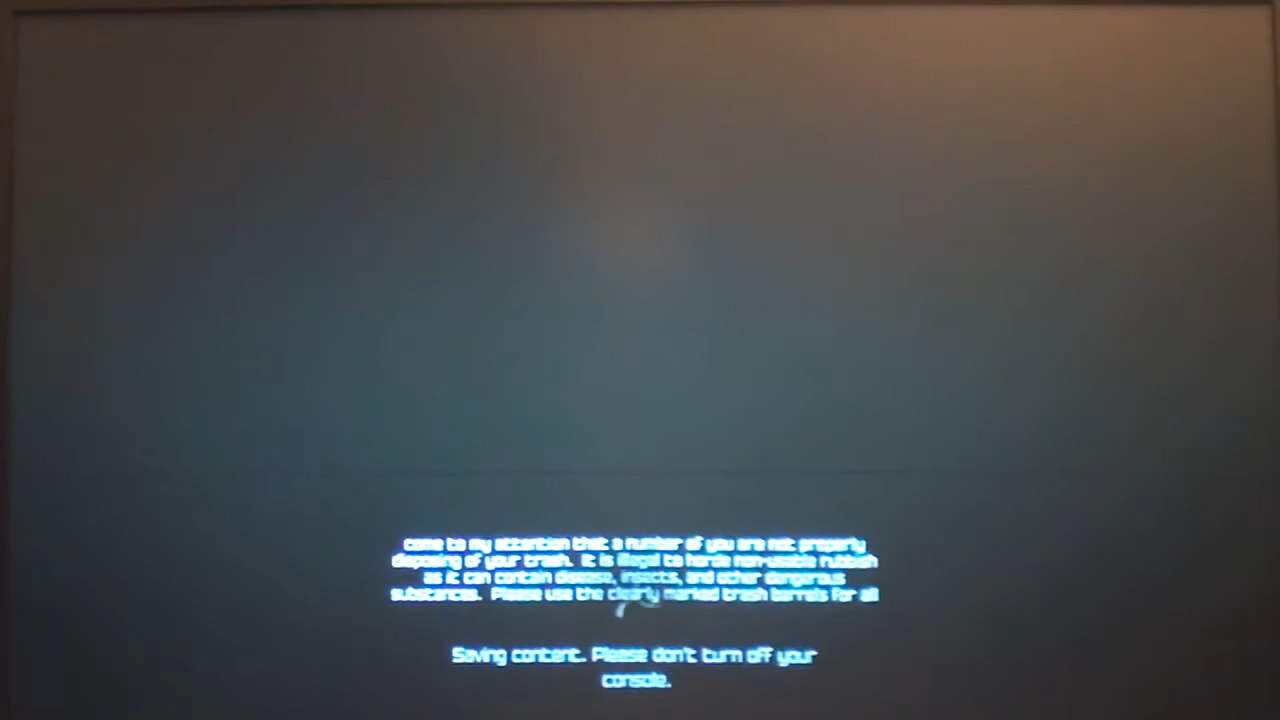 come to my attention that a number of you are not properly
disposing of your trash. It is illegal to horde non-usable rubbish
as it can contain disease, insects, and other dangerous
substances. Please use the clearly marked trash barrels for all
Saving content. Please don't turn off your
console.